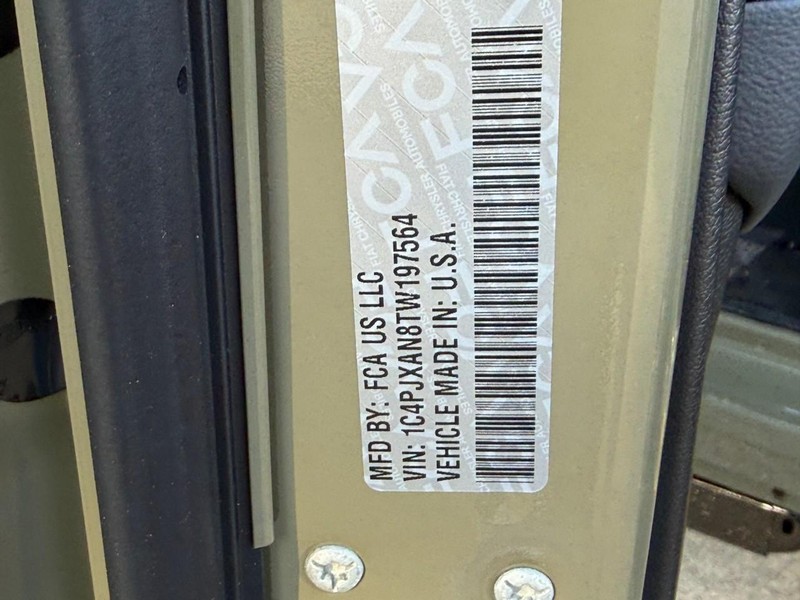 MFD BY: FCA US LLC
VIN: 1C4PJXAN8TW197564
VEHICLE MADE IN: U.S.A.